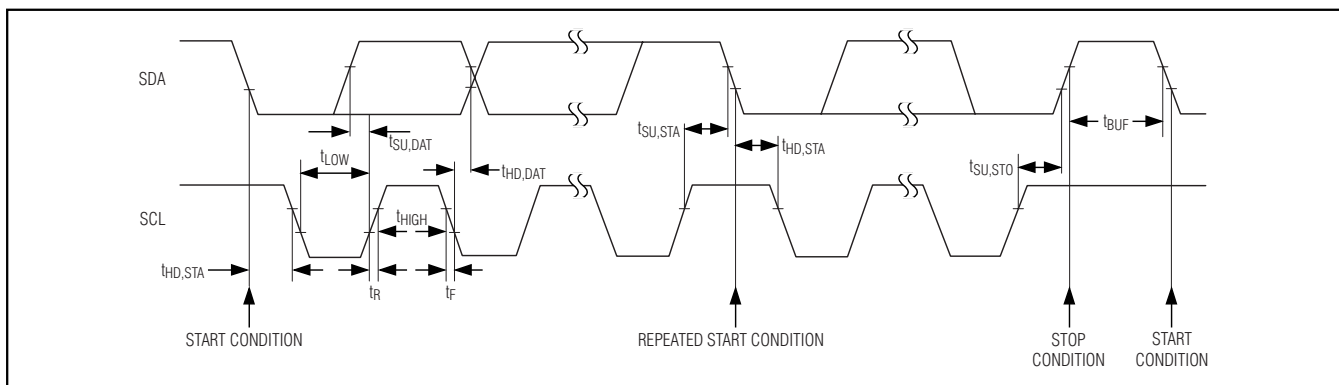 SDA
tSU,DAT
tLOW
tHD,DAT
tSU,STA
tHD,STA
tBUF
tSU,STO
SCL
tHIGH
tHD,STA
tR
tF
START CONDITION
REPEATED START CONDITION
STOP
CONDITION
START
CONDITION